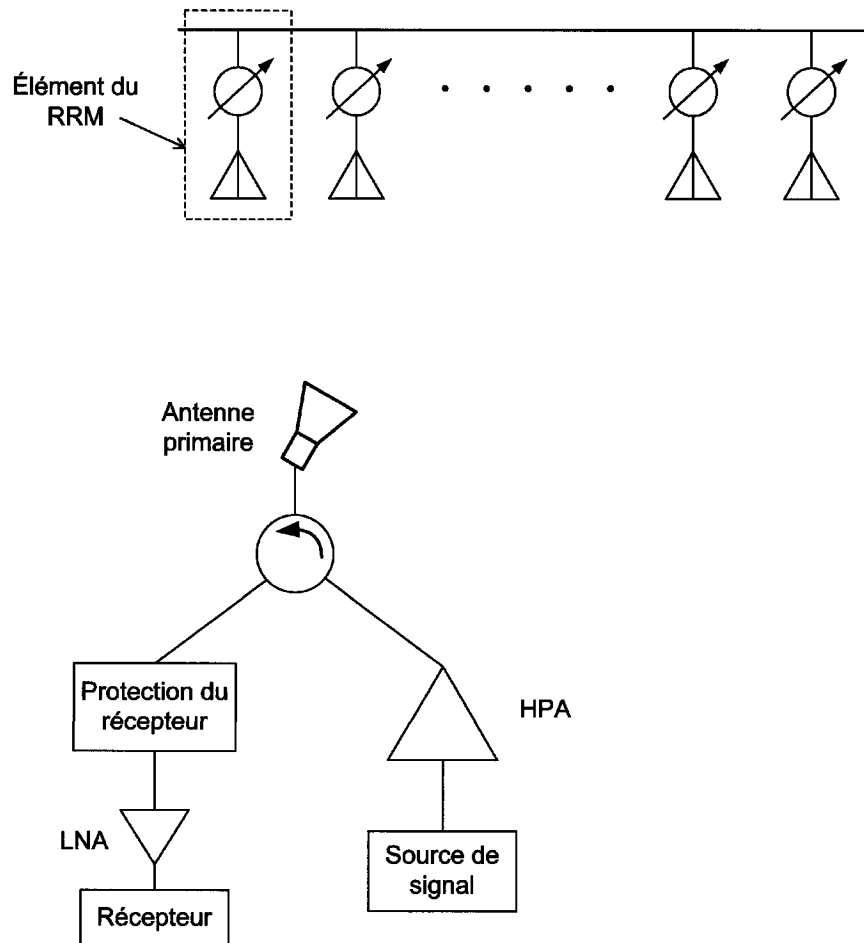 Élément du
RRM
Antenne
primaire
Protection du
récepteur
HPA
LNA
Source de
signal
Récepteur